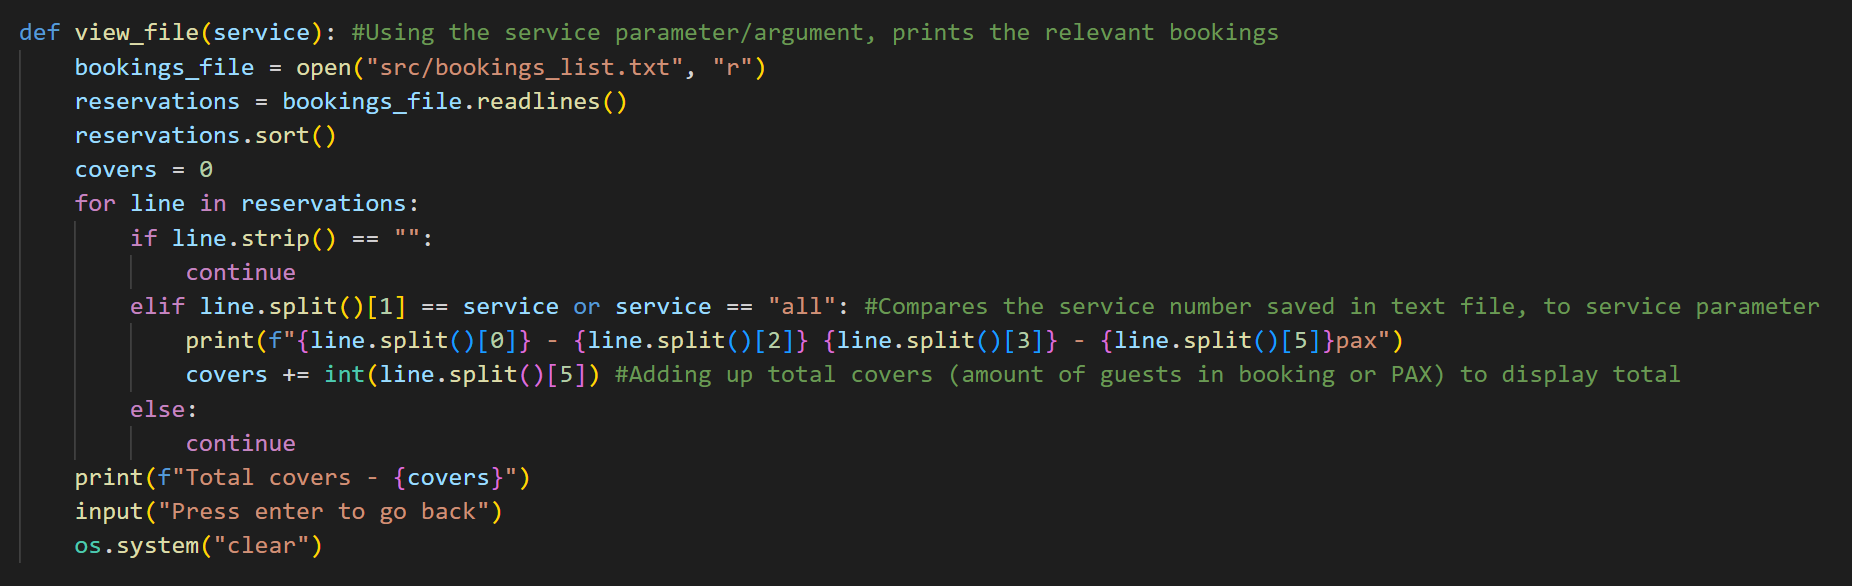 def view_file(service): #Using the service parameter/argument, prints the relevant bookings
    bookings_file = open("src/bookings_list.txt", "r")
    reservations = bookings_file.readlines()
    reservations.sort()
    covers = 0
    for line in reservations:
        if line.strip() == "":
            continue
        elif line.split()[1] == service or service == "all": #Compares the service number saved in text file, to service parameter
            print(f"{line.split()[0]} - {line.split()[2]} {line.split()[3]} - {line.split()[5]}pax")
            covers += int(line.split()[5]) #Adding up total covers (amount of guests in booking or PAX) to display total
        else:
            continue
    print(f"Total covers - {covers}")
    input("Press enter to go back")
    os.system("clear")